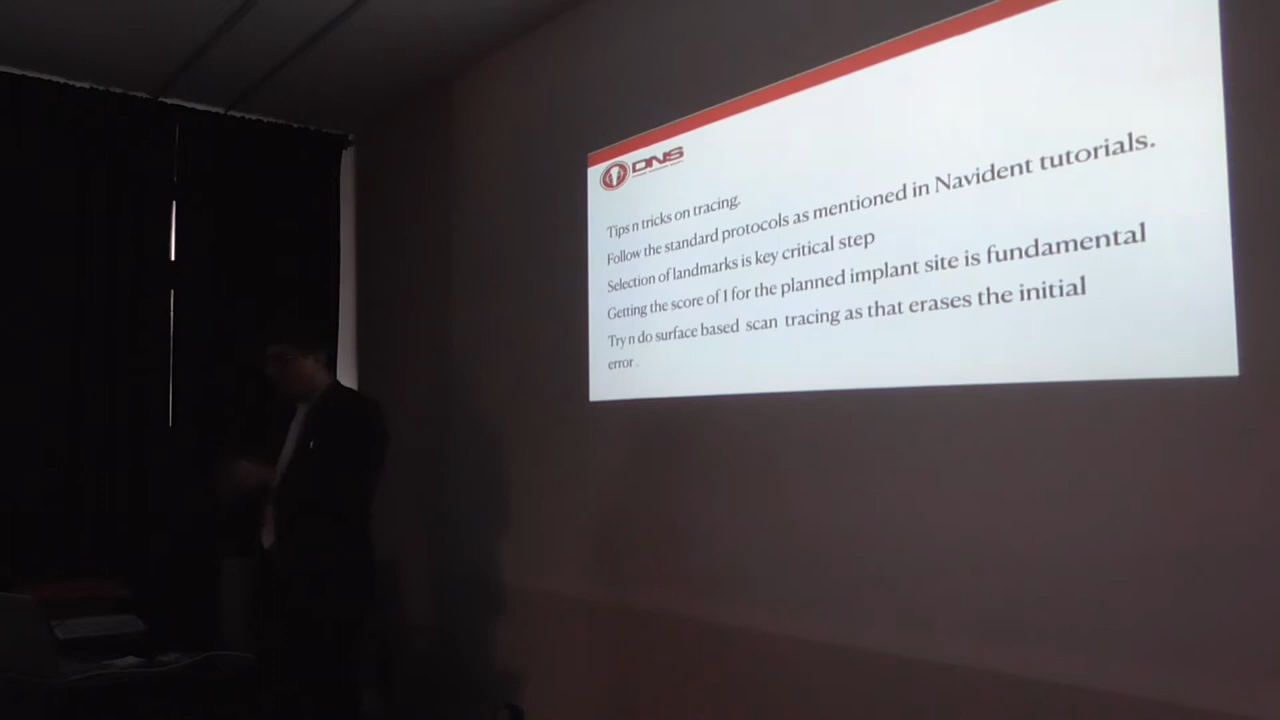 DNS
Tips n tricks on tracing.
Follow the standard protocols as mentioned in Navident tutorials.
Selection of landmarks is key critical step
Getting the score of 1 for the planned implant site is fundamental
Try n do surface based scan tracing as that erases the initial
error .